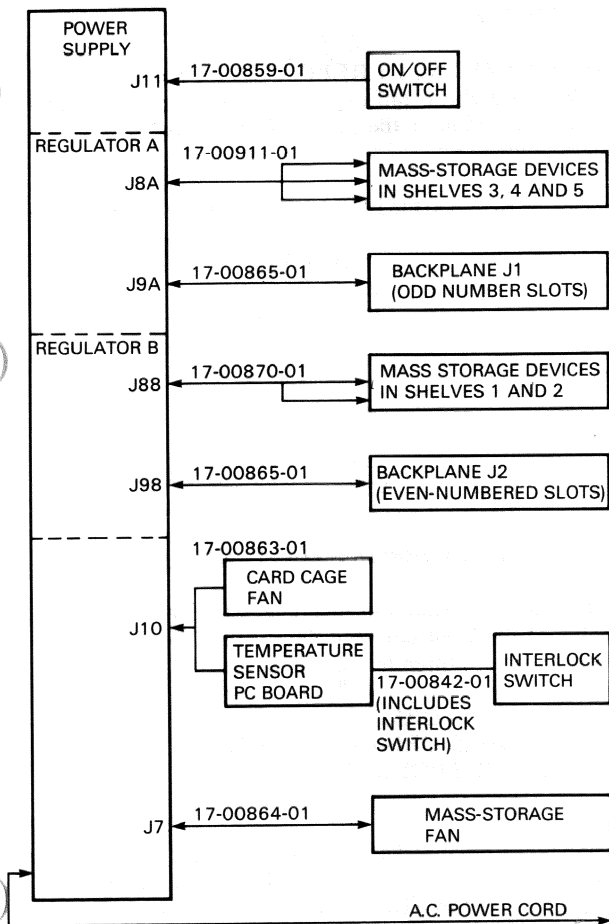 POWER
SUPPLY
J11
17-00859-01
ON/OFF
SWITCH
REGULATOR A
17-00911-01
J8A
MASS-STORAGE DEVICES
IN SHELVES 3, 4 AND 5
J9A
17-00865-01
BACKPLANE J1
(ODD NUMBER SLOTS)
REGULATOR B
J88
17-00870-01
MASS STORAGE DEVICES
IN SHELVES 1 AND 2
J98
17-00865-01
BACKPLANE J2
(EVEN-NUMBERED SLOTS)
17-00863-01
CARD CAGE
FAN
J10
TEMPERATURE
SENSOR
PC BOARD
17-00842-01
(INCLUDES
INTERLOCK
SWITCH)
INTERLOCK
SWITCH
J7
17-00864-01
MASS-STORAGE
FAN
A.C. POWER CORD